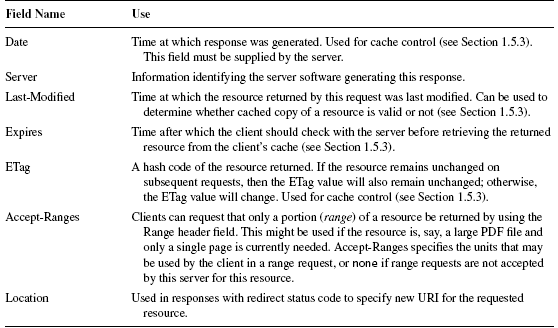 Field Name Use
Date Time at which response was generated. Used for cache control (see Section 1.5.3).
This field must be supplied by the server.
Server Information identifying the server software generating this response.
Last-Modified Time at which the resource returned by this request was last modified. Can be used to
determine whether cached copy of a resource is valid or not (see Section 1.5.3).
Expires Time after which the client should check with the server before retrieving the returned
resource from the client's cache (see Section 1.5.3).
ETag A hash code of the resource returned. If the resource remains unchanged on
subsequent requests, then the ETag value will also remain unchanged; otherwise,
the ETag value will change. Used for cache control (see Section 1.5.3).
Accept-Ranges Clients can request that only a portion (range) of a resource be returned by using the
Range header field. This might be used if the resource is, say, a large PDF file and
only a single page is currently needed. Accept-Ranges specifies the units that may
be used by the client in a range request, or none if range requests are not accepted
by this server for this resource.
Location Used in responses with redirect status code to specify new URI for the requested
resource.